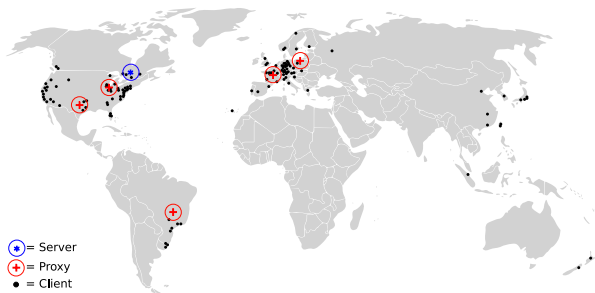 = Server
= Proxy
= Client